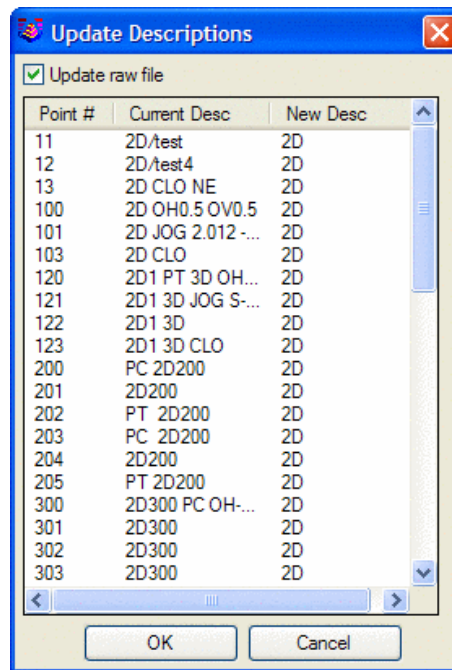 Update Descriptions
Update raw file
Point # Current Desc New Desc
11 2D/test 2D
12 2D/test4 2D
13 2D CLO NE 2D
100 2D OH0.5 OV0.5 2D
101 2D JOG 2.012 -... 2D
103 2D CLO 2D
120 2D1 PT 3D OH... 2D
121 2D1 3D JOG S-... 2D
122 2D1 3D 2D
123 2D1 3D CLO 2D
200 PC 2D200 2D
201 2D200 2D
202 PT  2D200 2D
203 PC  2D200 2D
204 2D200 2D
205 PT 2D200 2D
300 2D300 PC OH-... 2D
301 2D300 2D
302 2D300 2D
303 2D300 2D
OK Cancel